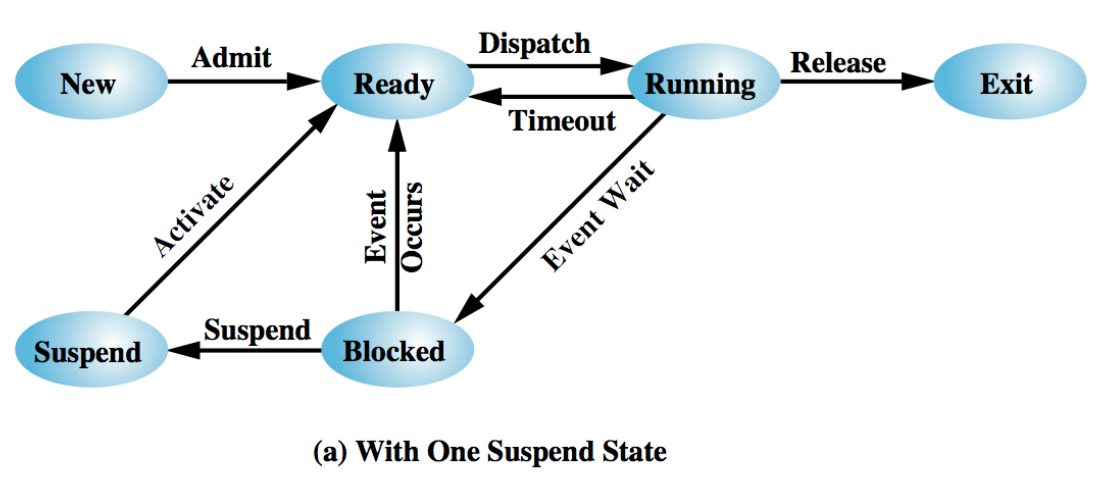 Dispatch
Admit
Release
New
Ready
Running
Exit
Timeout
Activate
Event
Occurs
Event Wait
Suspend
Suspend
Blocked
(a) With One Suspend State